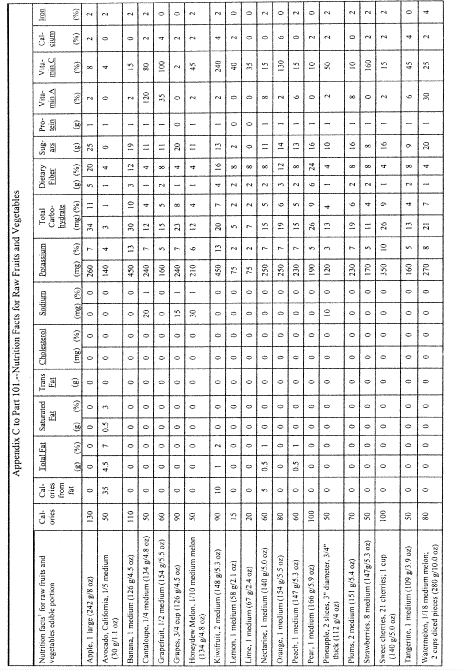 Appendix C to Part 101.--Nutrition Facts for Raw Fruits and Vegetables
Nutrition facts¹ for raw fruits and vegetables edible portion | Cal-ories | Cal-ories from fat | Total Fat (g) (%) | Saturated Fat (g) (%) | Trans Fat (g) | Cholesterol (mg) (%) | Sodium (mg) (%) | Potassium (mg) (%) | Total Carbo-hydrate (mg) (%) | Dietary Fiber (g) (%) | Sug-ars (g) | Pro-tein (g) | Vita-min A (%) | Vita-min C (%) | Cal-cium (%) | Iron (%)
Apple, 1 large (242 g/8 oz) 130 0 0 0 0 0 0 0 0 0 0 260 7 34 11 5 20 25 1 2 8 2 2
Avocado, California, 1/5 medium (30 g/1.1 oz) 50 35 4.5 7 0.5 3 0 0 0 0 0 140 4 3 1 1 4 0 1 0 4 0 2
Banana, 1 medium (126 g/4.5 oz) 110 0 0 0 0 0 0 0 0 0 0 450 13 30 10 3 12 19 1 2 15 0 2
Cantaloupe, 1/4 medium (134 g/4.8 oz) 50 0 0 0 0 0 0 0 0 20 1 240 7 12 4 1 4 11 1 120 80 2 2
Grapefruit, 1/2 medium (154 g/5.5 oz) 60 0 0 0 0 0 0 0 0 0 0 160 5 15 5 2 8 11 1 35 100 4 0
Grapes, 3/4 cup (126 g/4.5 oz) 90 0 0 0 0 0 0 0 0 15 1 240 7 23 8 1 4 20 0 0 2 2 0
Honeydew Melon, 1/10 medium melon (134 g/4.8 oz) 50 0 0 0 0 0 0 0 0 30 1 210 6 12 4 1 4 11 1 2 45 2 2
Kiwifruit, 2 medium (148 g/5.3 oz) 90 10 1 2 0 0 0 0 0 0 0 450 13 20 7 4 16 13 1 2 240 4 2
Lemon, 1 medium (58 g/2.1 oz) 15 0 0 0 0 0 0 0 0 0 0 75 2 5 2 2 8 2 0 0 40 2 0
Lime, 1 medium (67 g/2.4 oz) 20 0 0 0 0 0 0 0 0 0 0 75 2 7 2 2 8 0 0 0 35 0 0
Nectarine, 1 medium (140 g/5.0 oz) 60 5 0.5 1 0 0 0 0 0 0 0 250 7 15 5 2 8 11 1 8 15 0 2
Orange, 1 medium (154 g/5.5 oz) 80 0 0 0 0 0 0 0 0 0 0 250 7 19 6 3 12 14 1 2 130 6 0
Peach, 1 medium (147 g/5.3 oz) 60 0 0.5 1 0 0 0 0 0 0 0 230 7 15 5 2 8 13 1 6 15 0 2
Pear, 1 medium (166 g/5.9 oz) 100 0 0 0 0 0 0 0 0 0 0 190 5 26 9 6 24 16 1 0 10 2 0
Pineapple, 2 slices, 3" diameter, 3/4" thick (112 g/4 oz) 50 0 0 0 0 0 0 0 0 10 0 120 3 13 4 1 4 10 1 2 50 2 2
Plums, 2 medium (151 g/5.4 oz) 70 0 0 0 0 0 0 0 0 0 0 230 7 19 6 2 8 16 1 8 10 0 2
Strawberries, 8 medium (147g/5.3 oz) 50 0 0 0 0 0 0 0 0 0 0 170 5 11 4 2 8 8 1 0 160 2 2
Sweet cherries, 21 cherries; 1 cup (140 g/5.0 oz) 100 0 0 0 0 0 0 0 0 0 0 350 10 26 9 1 4 16 1 2 15 2 2
Tangerine, 1 medium (109 g/3.9 oz) 50 0 0 0 0 0 0 0 0 0 0 160 5 13 4 2 8 9 1 6 45 4 0
Watermelon, 1/18 medium melon; 2 cups diced pieces (280 g/10.0 oz) 80 0 0 0 0 0 0 0 0 0 0 270 8 21 7 1 4 20 1 30 25 2 4